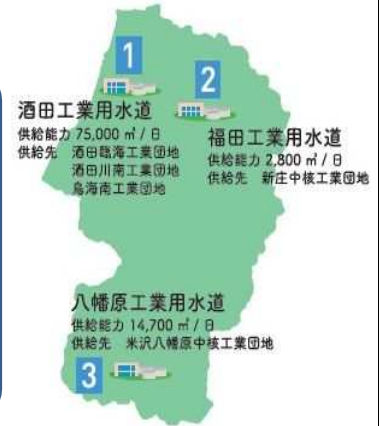 1
2
酒田工業用水道
供給能力 75,000 ㎥ / 日
供給先 酒田臨海工業団地
酒田川南工業団地
鳥海南工業団地
福田工業用水道
供給能力 2,800 ㎥ / 日
供給先 新庄中核工業団地
八幡原工業用水道
供給能力 14,700 ㎥ / 日
供給先 米沢八幡原中核工業団地
3